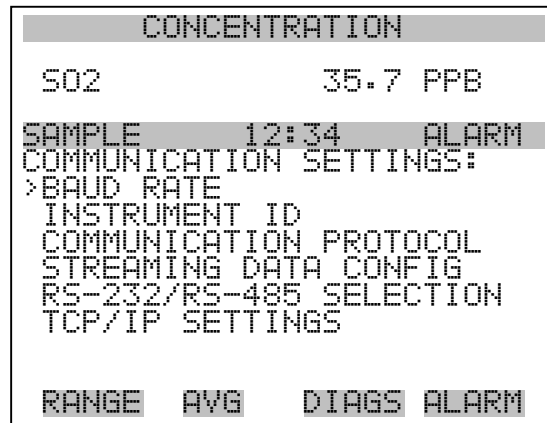 CONCENTRATION
SO2 35.7 PPB
SAMPLE 12:34 ALARM
COMMUNICATION SETTINGS:
>BAUD RATE
INSTRUMENT ID
COMMUNICATION PROTOCOL
STREAMING DATA CONFIG
RS-232/RS-485 SELECTION
TCP/IP SETTINGS
RANGE AVG DIAGS ALARM